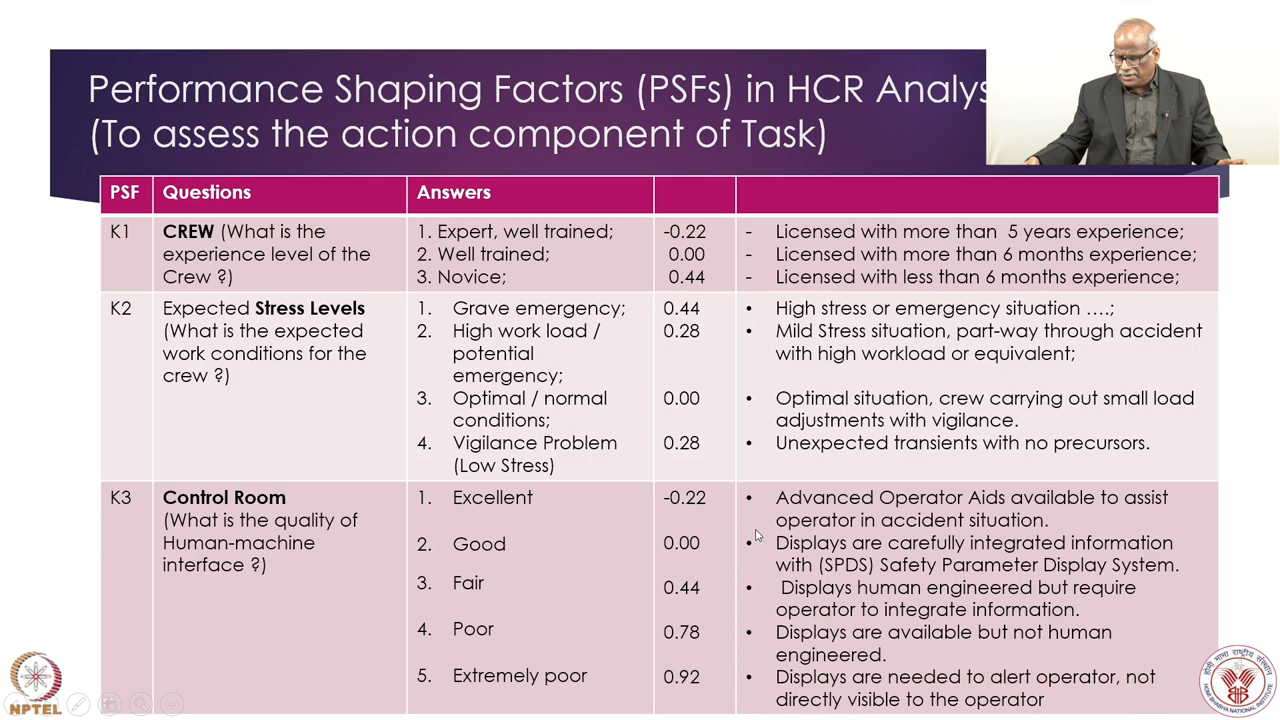 Performance Shaping Factors (PSFs) in HCR Analys
(To assess the action component of Task)
PSF
Questions
Answers
K1
CREW (What is the
experience level of the
Crew ?)
1. Expert, well trained;
2. Well trained;
3. Novice;
-0.22
0.00
0.44
- Licensed with more than 5 years experience;
- Licensed with more than 6 months experience;
- Licensed with less than 6 months experience;
K2
Expected Stress Levels
(What is the expected
work conditions for the
crew ?)
1. Grave emergency;
2. High work load /
potential
emergency;
3. Optimal / normal
conditions;
4. Vigilance Problem
(Low Stress)
0.44
0.28
0.00
0.28
• High stress or emergency situation ....;
• Mild Stress situation, part-way through accident
with high workload or equivalent;
• Optimal situation, crew carrying out small load
adjustments with vigilance.
• Unexpected transients with no precursors.
K3
Control Room
(What is the quality of
Human-machine
interface ?)
1. Excellent
2. Good
3. Fair
4. Poor
5. Extremely poor
-0.22
0.00
0.44
0.78
0.92
• Advanced Operator Aids available to assist
operator in accident situation.
• Displays are carefully integrated information
with (SPDS) Safety Parameter Display System.
• Displays human engineered but require
operator to integrate information.
• Displays are available but not human
engineered.
• Displays are needed to alert operator, not
directly visible to the operator
NPTEL
होमी भाभा राष्ट्रीय संस्थान
HOMI BHABHA NATIONAL INSTITUTE